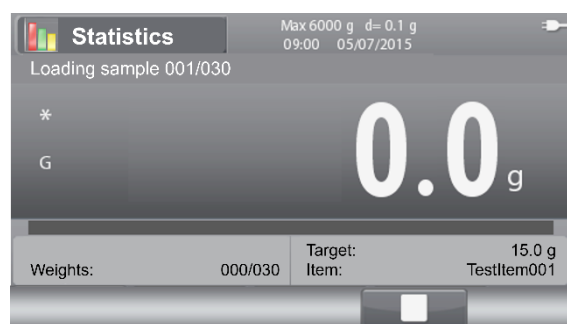 Statistics
Max 6000 g d= 0.1 g
09:00 05/07/2015
Loading sample 001/030
*
G
0.0 g
Target: 15.0 g
Weights: 000/030
Item: TestItem001